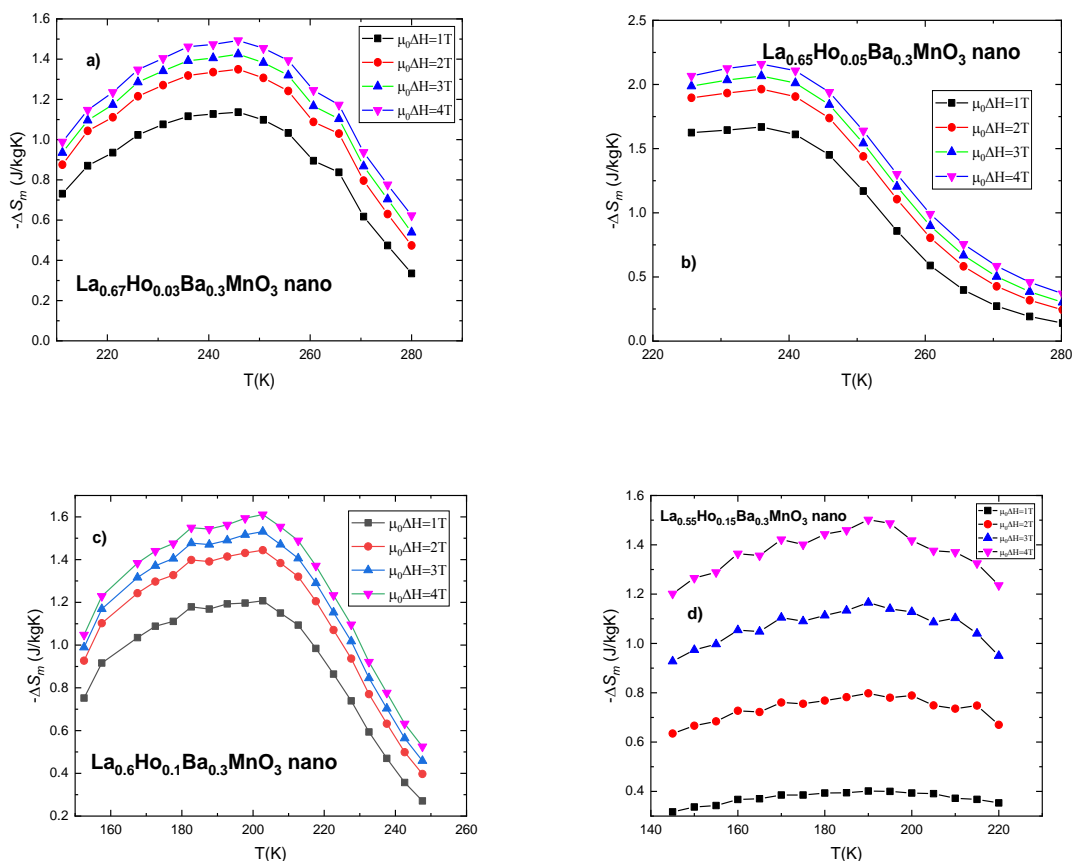 a)
μ₀ΔH=1T
μ₀ΔH=2T
μ₀ΔH=3T
μ₀ΔH=4T
La₀.₆₇Ho₀.₀₃Ba₀.₃MnO₃ nano
-ΔSₘ (J/kgK)
0.0 0.2 0.4 0.6 0.8 1.0 1.2 1.4 1.6
220 230 240 250 260 270 280 290
T(K)
La₀.₆₅Ho₀.₀₅Ba₀.₃MnO₃ nano
μ₀ΔH=1T
μ₀ΔH=2T
μ₀ΔH=3T
μ₀ΔH=4T
b)
-ΔSₘ (J/kgK)
0.0 0.5 1.0 1.5 2.0 2.5
220 240 260 280
T(K)
c)
μ₀ΔH=1T
μ₀ΔH=2T
μ₀ΔH=3T
μ₀ΔH=4T
La₀.₆Ho₀.₁Ba₀.₃MnO₃ nano
-ΔSₘ (J/kgK)
0.2 0.4 0.6 0.8 1.0 1.2 1.4 1.6
160 180 200 220 240 260
T(K)
La₀.₅₅Ho₀.₁₅Ba₀.₃MnO₃ nano
μ₀ΔH=1T
μ₀ΔH=2T
μ₀ΔH=3T
μ₀ΔH=4T
d)
-ΔSₘ (J/kgK)
0.4 0.6 0.8 1.0 1.2 1.4 1.6
140 160 180 200 220
T(K)